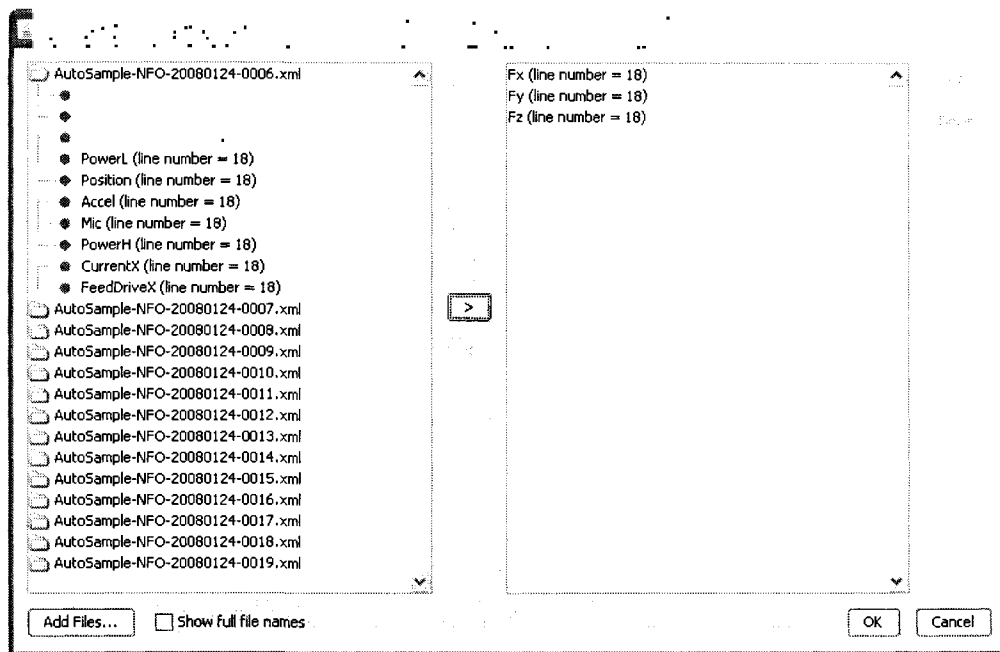 AutoSample-NFO-20080124-0006.xml
PowerL (line number = 18)
Position (line number = 18)
Accel (line number = 18)
Mic (line number = 18)
PowerH (line number = 18)
CurrentX (line number = 18)
FeedDriveX (line number = 18)
AutoSample-NFO-20080124-0007.xml
AutoSample-NFO-20080124-0008.xml
AutoSample-NFO-20080124-0009.xml
AutoSample-NFO-20080124-0010.xml
AutoSample-NFO-20080124-0011.xml
AutoSample-NFO-20080124-0012.xml
AutoSample-NFO-20080124-0013.xml
AutoSample-NFO-20080124-0014.xml
AutoSample-NFO-20080124-0015.xml
AutoSample-NFO-20080124-0016.xml
AutoSample-NFO-20080124-0017.xml
AutoSample-NFO-20080124-0018.xml
AutoSample-NFO-20080124-0019.xml
>
Fx (line number = 18)
Fy (line number = 18)
Fz (line number = 18)
Add Files...
Show full file names
OK
Cancel